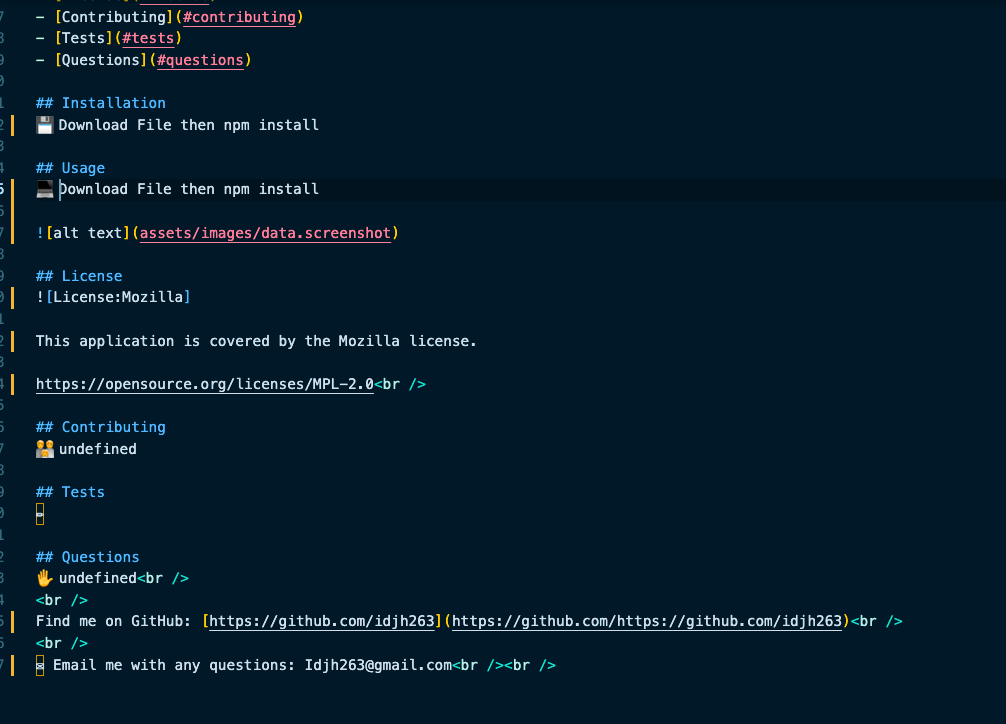 - [Contributing](#contributing)
- [Tests](#tests)
- [Questions](#questions)
## Installation
💾 Download File then npm install
## Usage
💻 Download File then npm install
![alt text](assets/images/data.screenshot)
## License
![License:Mozilla]
This application is covered by the Mozilla license.
https://opensource.org/licenses/MPL-2.0<br />
## Contributing
👪 undefined
## Tests
## Questions
✋ undefined<br />
<br />
Find me on GitHub: [https://github.com/idjh263](https://github.com/https://github.com/idjh263)<br />
<br />
✉ Email me with any questions: Idjh263@gmail.com<br /><br />